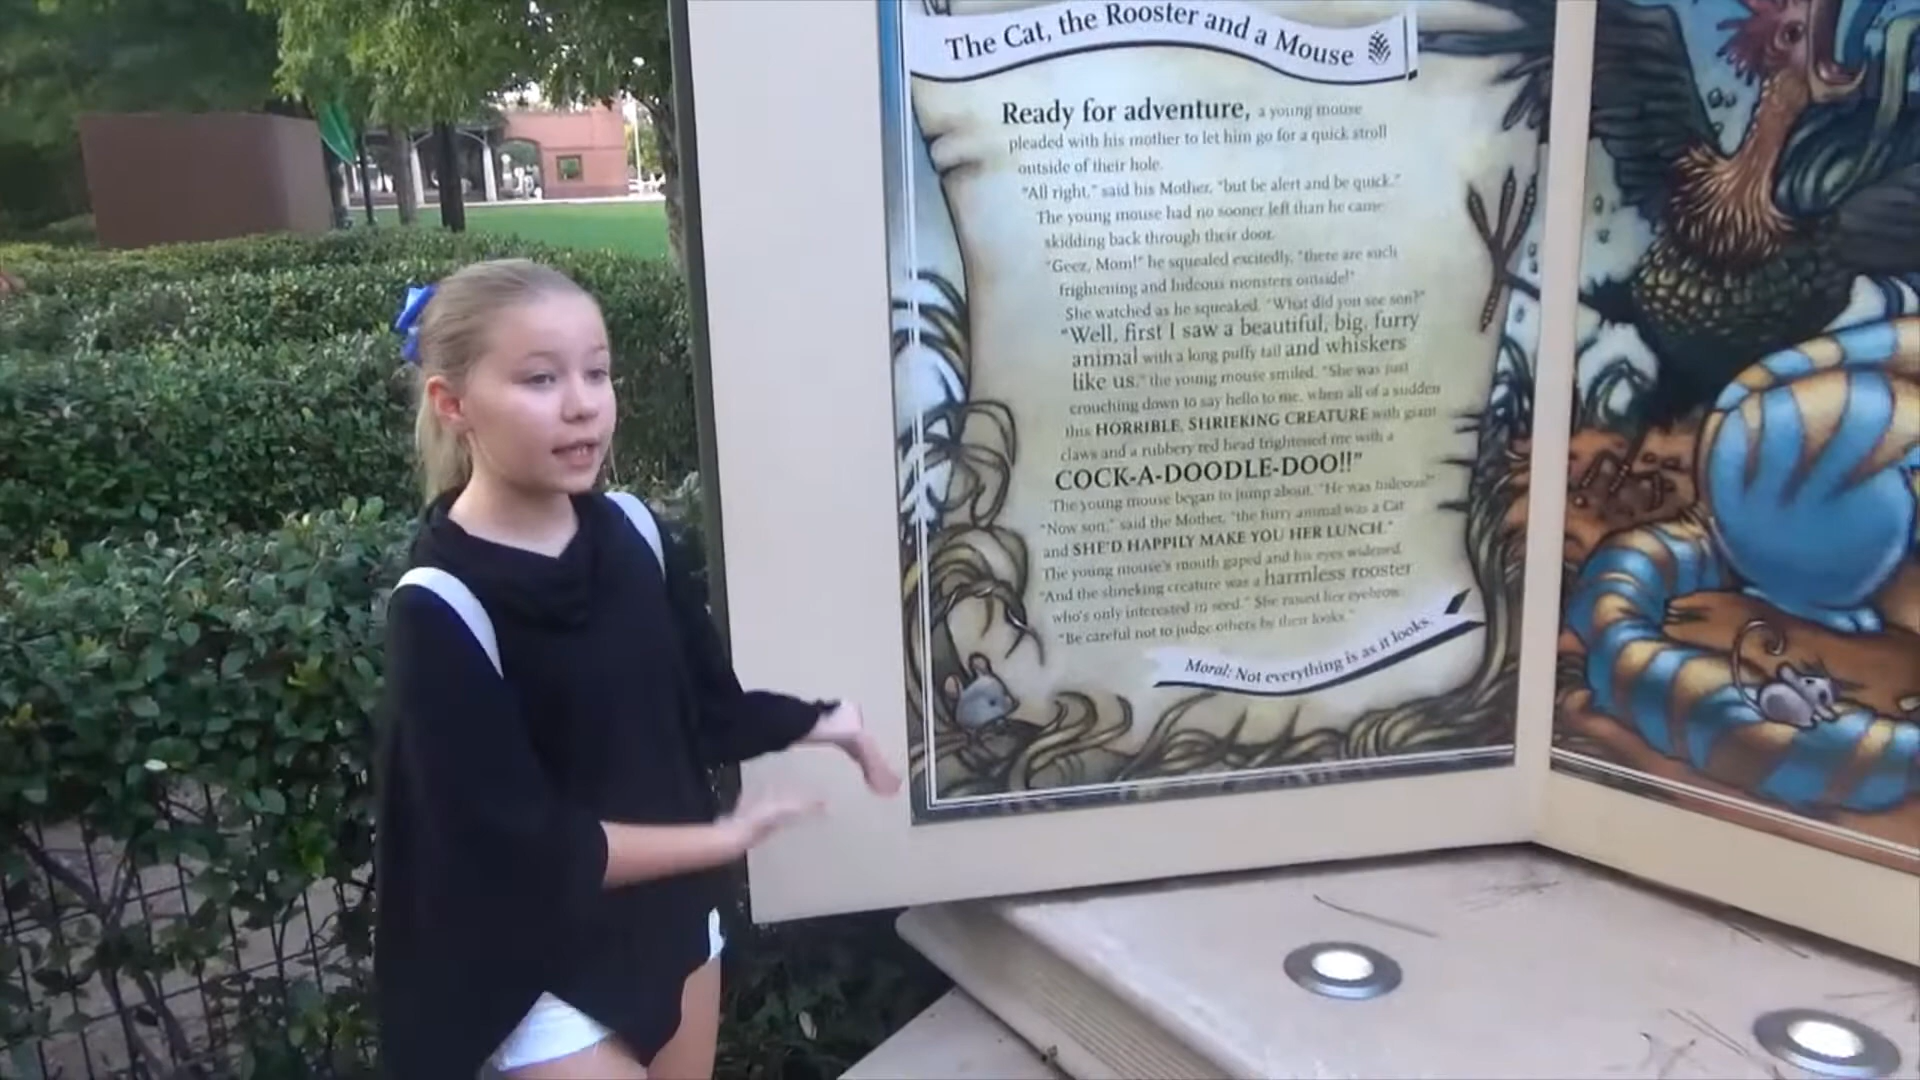 The Cat, the Rooster and a Mouse
Ready for adventure, a young mouse
pleaded with his mother to let him go for a quick stroll
outside of their hole.
"All right," said his Mother, "but be alert and be quick."
The young mouse had no sooner left than he came
skidding back through their door.
"Geez, Mom!" he squealed excitedly, "there are such
frightening and hideous monsters outside!"
She watched as he squeaked. "What did you see son?"
"Well, first I saw a beautiful, big, furry
animal with a long puffy tail and whiskers
like us," the young mouse smiled. "She was just
crouching down to say hello to me, when all of a sudden
this HORRIBLE, SHRIEKING CREATURE with giant
claws and a rubbery red head frightened me with a
COCK-A-DOODLE-DOO!!"
The young mouse began to jump about. "He was hideous!"
"Now son," said the Mother, "the furry animal was a Cat
and SHE'D HAPPILY MAKE YOU HER LUNCH."
The young mouse's mouth gaped and his eyes widened.
"And the shrieking creature was a harmless rooster
who's only interested in seed." She raised her eyebrow.
"Be careful not to judge others by their looks."
Moral: Not everything is as it looks.